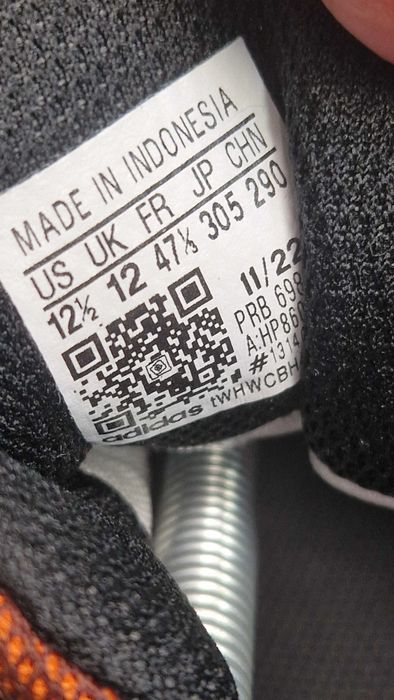 MADE IN INDONESIA
US UK FR JP CHN
12½ 12 47⅓ 305 290
11/22
PRB 698
A:HP860
#1314
adidas tWHWCBH